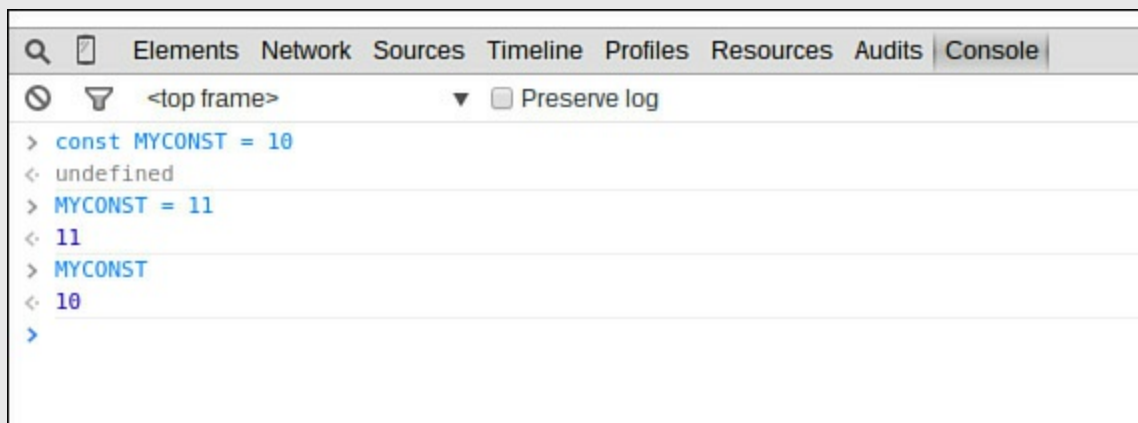 Elements Network Sources Timeline Profiles Resources Audits Console
<top frame> ▼ Preserve log
> const MYCONST = 10
<· undefined
> MYCONST = 11
<· 11
> MYCONST
<· 10
>